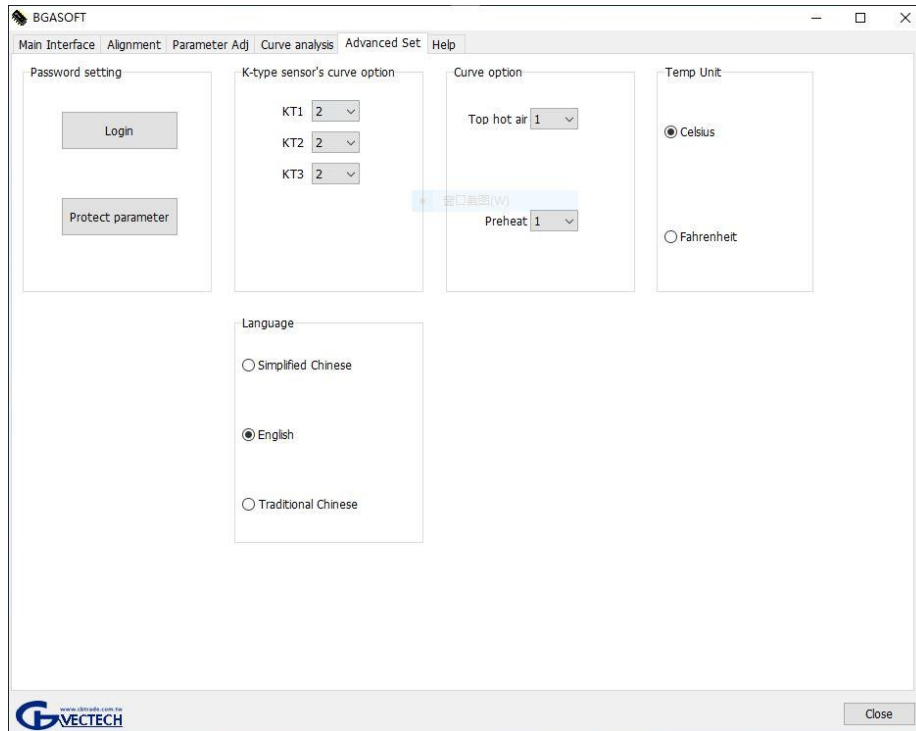 BGASOFT
Main Interface Alignment Parameter Adj Curve analysis Advanced Set Help
Password setting
Login
Protect parameter
K-type sensor's curve option
KT1 2
KT2 2
KT3 2
Curve option
Top hot air 1
Preheat 1
窗口截图(W)
Temp Unit
Celsius
Fahrenheit
Language
Simplified Chinese
English
Traditional Chinese
VECTECH
Close